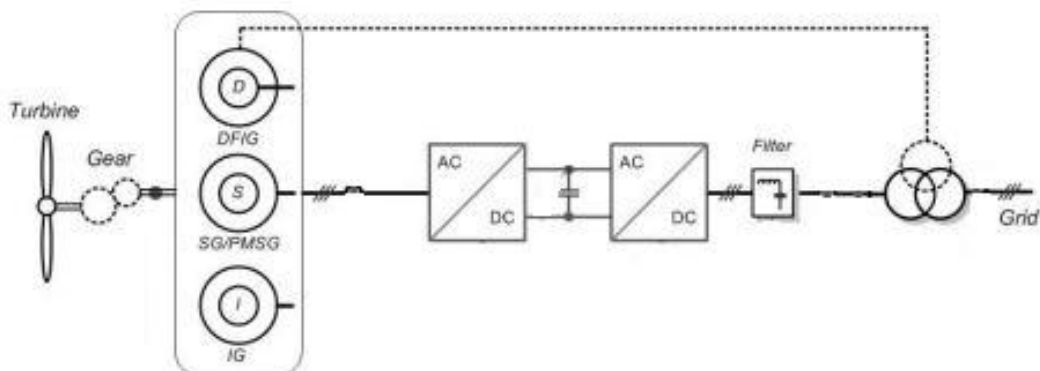 Turbine
Gear
D
DFIG
S
SG/PMSG
I
IG
AC
DC
AC
DC
Filter
Grid